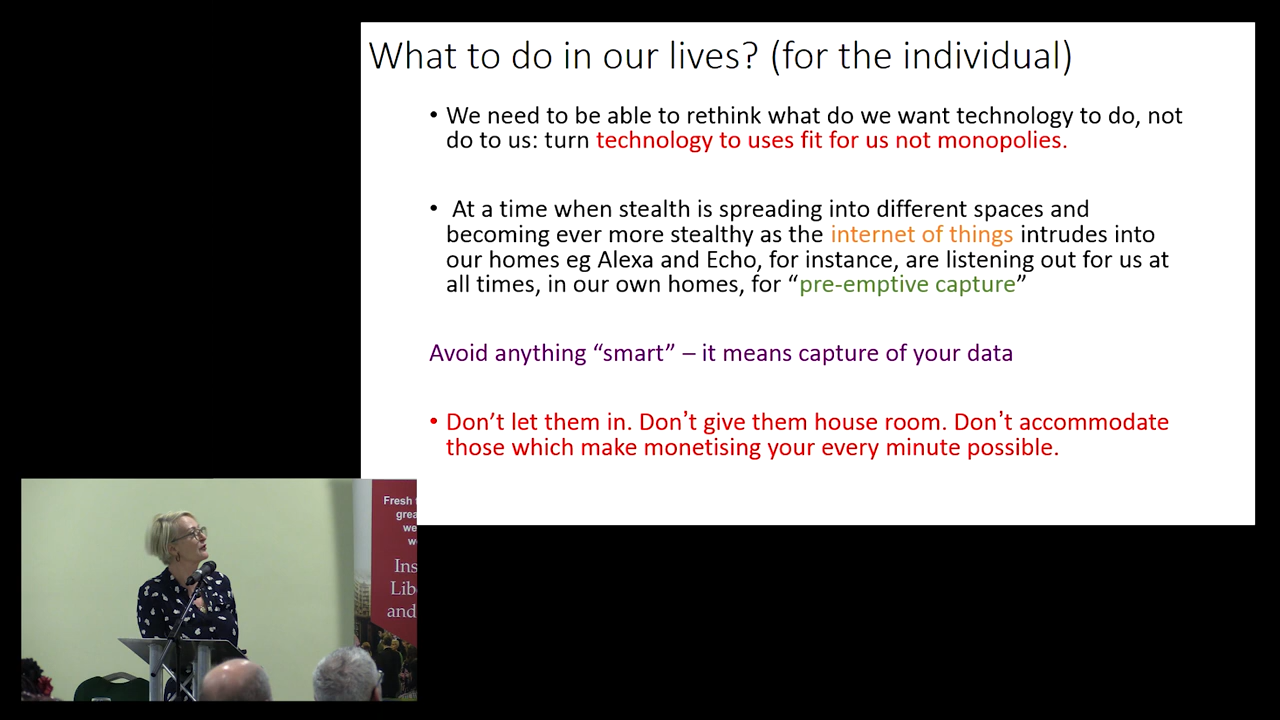 What to do in our lives? (for the individual)
• We need to be able to rethink what do we want technology to do, not
do to us: turn technology to uses fit for us not monopolies.
• At a time when stealth is spreading into different spaces and
becoming ever more stealthy as the internet of things intrudes into
our homes eg Alexa and Echo, for instance, are listening out for us at
all times, in our own homes, for “pre-emptive capture”
Avoid anything “smart” – it means capture of your data
• Don’t let them in. Don’t give them house room. Don’t accommodate
those which make monetising your every minute possible.
Fresh
grea
we
w
Ins
Lib
and